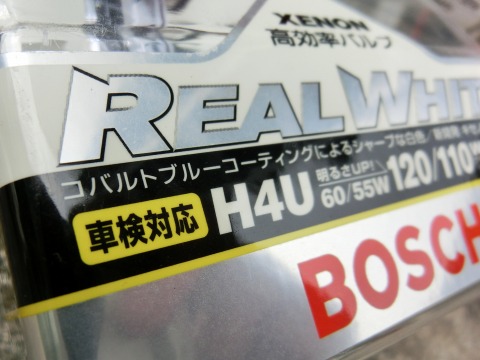 XENON
高効率バルブ
REAL WHIT
コバルトブルーコーティングによるシャープな白色
車検対応 H4U 明るさUP! 60/55W 120/110
BOSCH